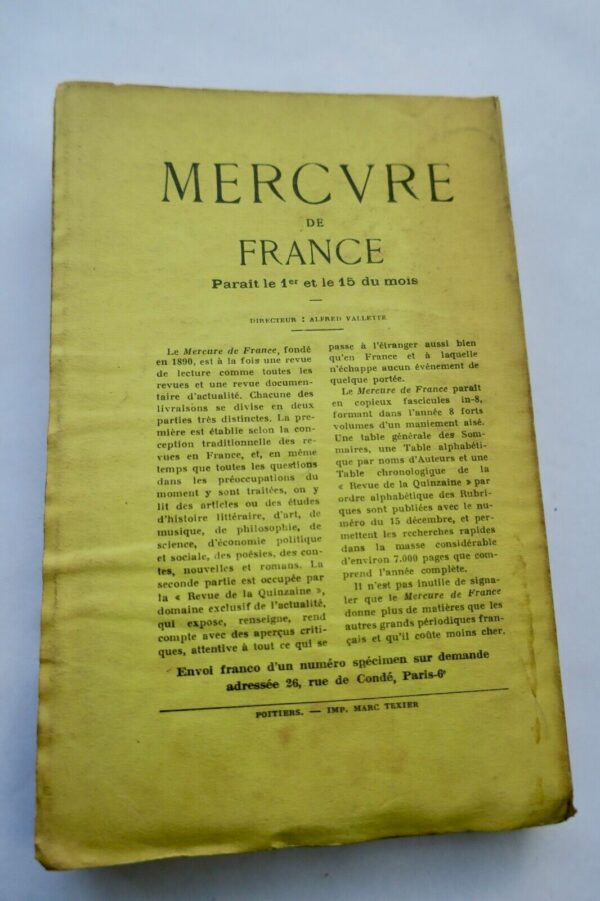 MERCVRE
DE
FRANCE
Paraît le 1er et le 15 du mois
DIRECTEUR : ALFRED VALLETTE
Le Mercure de France, fondé
en 1890, est à la fois une revue
de lecture comme toutes les
revues et une revue documen-
taire d'actualité. Chacune des
livraisons se divise en deux
parties très distinctes. La pre-
mière est établie selon la con-
ception traditionnelle des re-
vues en France, et, en même
temps que toutes les questions
dans les préoccupations du
moment y sont traitées, on y
lit des articles ou des études
d'histoire littéraire, d'art, de
musique, de philosophie, de
science, d'économie politique
et sociale, des poésies, des con-
tes, nouvelles et romans. La
seconde partie est occupée par
la « Revue de la Quinzaine »,
domaine exclusif de l'actualité,
qui expose, renseigne, rend
compte avec des aperçus criti-
ques, attentive à tout ce qui se
passe à l'étranger aussi bien
qu'en France et à laquelle
n'échappe aucun événement de
quelque portée.
Le Mercure de France paraît
en copieux fascicules in-8,
formant dans l'année 8 forts
volumes d'un maniement aisé.
Une table générale des Som-
maires, une Table alphabéti-
que par noms d'Auteurs et une
Table chronologique de la
« Revue de la Quinzaine » par
ordre alphabétique des Rubri-
ques sont publiées avec le nu-
méro du 15 décembre, et per-
mettent les recherches rapides
dans la masse considérable
d'environ 7.000 pages que com-
prend l'année complète.
Il n'est pas inutile de signa-
ler que le Mercure de France
donne plus de matières que les
autres grands périodiques fran-
çais et qu'il coûte moins cher.
Envoi franco d'un numéro spécimen sur demande
adressée 26, rue de Condé, Paris-6e
POITIERS. — IMP. MARC TEXIER